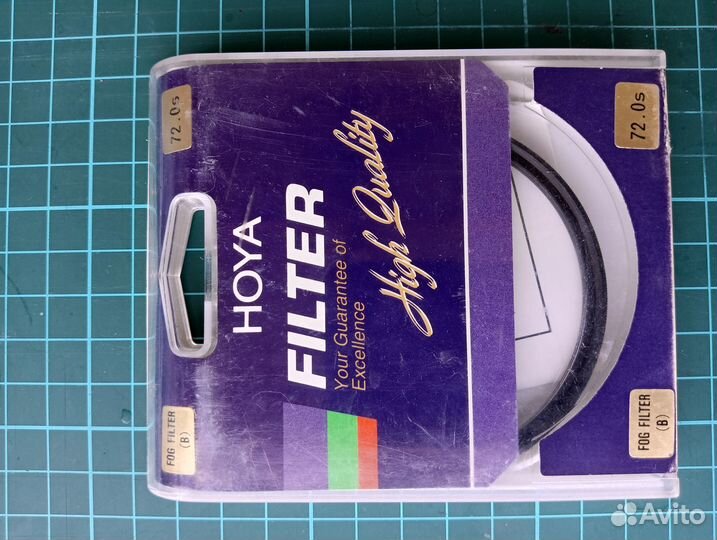 72.0s
HOYA
FILTER
Your Guarantee of
Excellence
High Quality
FOG FILTER
(B)
72.0s
FOG FILTER
(B)
Avito